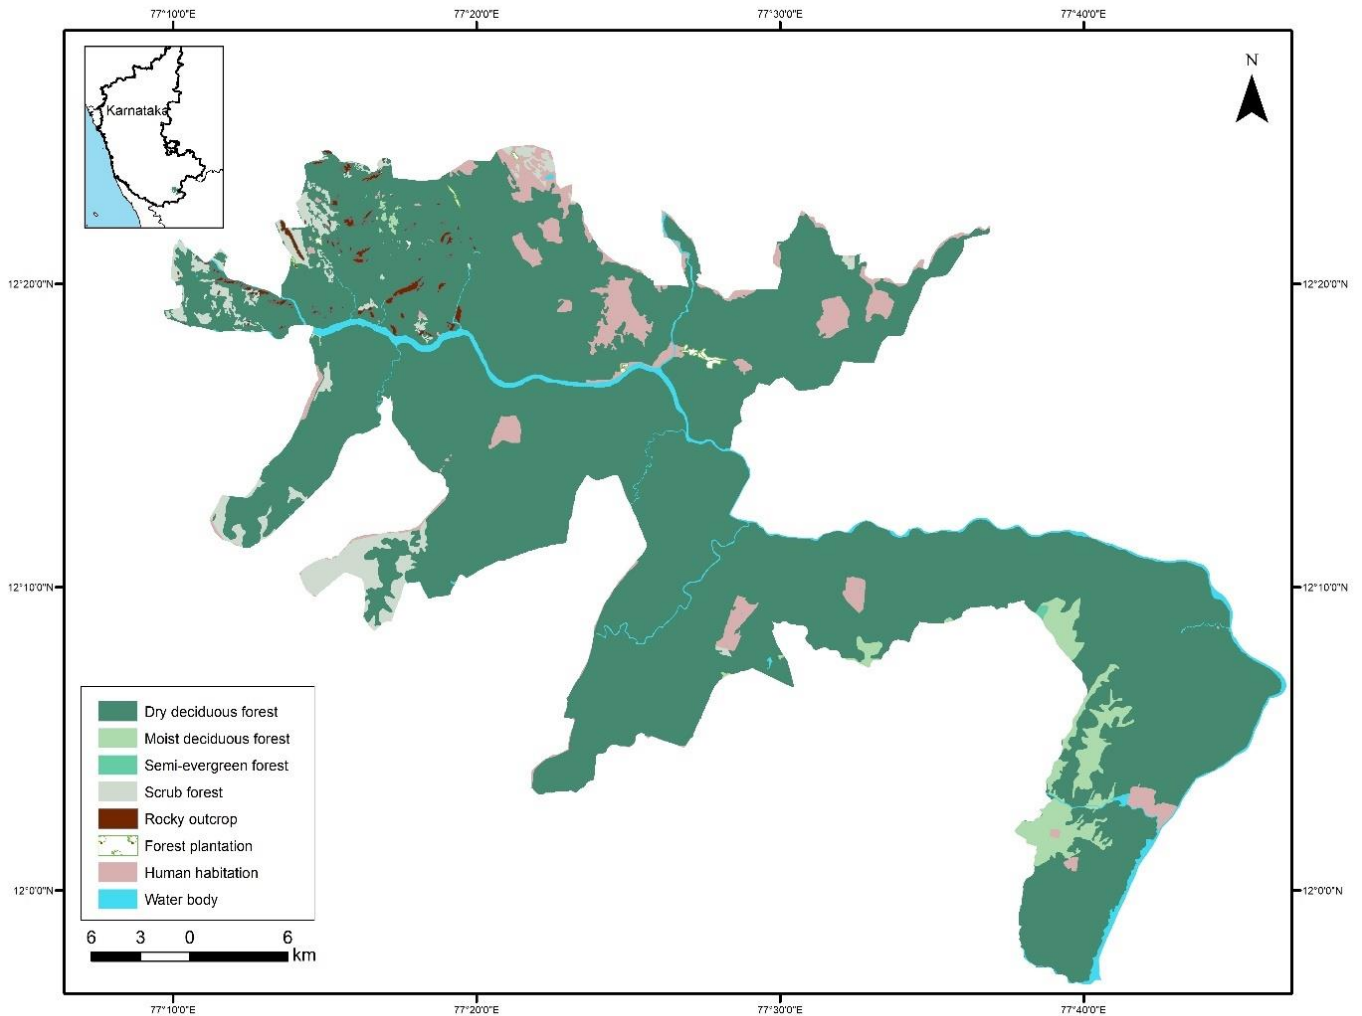 77°10'0"E 77°20'0"E 77°30'0"E 77°40'0"E
N
Karnataka
12°20'0"N 12°20'0"N
12°10'0"N 12°10'0"N
Dry deciduous forest
Moist deciduous forest
Semi-evergreen forest
Scrub forest
Rocky outcrop
Forest plantation
Human habitation
Water body
12°0'0"N 12°0'0"N
6 3 0 6
km
77°10'0"E 77°20'0"E 77°30'0"E 77°40'0"E